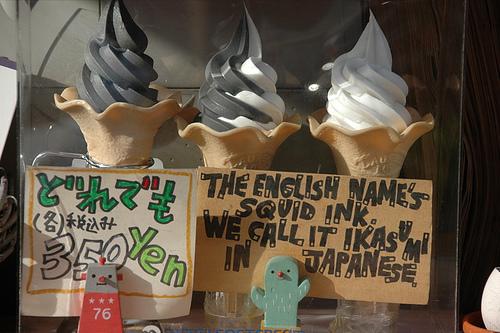 どれでも
(各)税込み
350yen
★★★
76
THE ENGLISH NAME'S
SQUID INK.
WE CALL IT IKASUMI
IN JAPANESE.